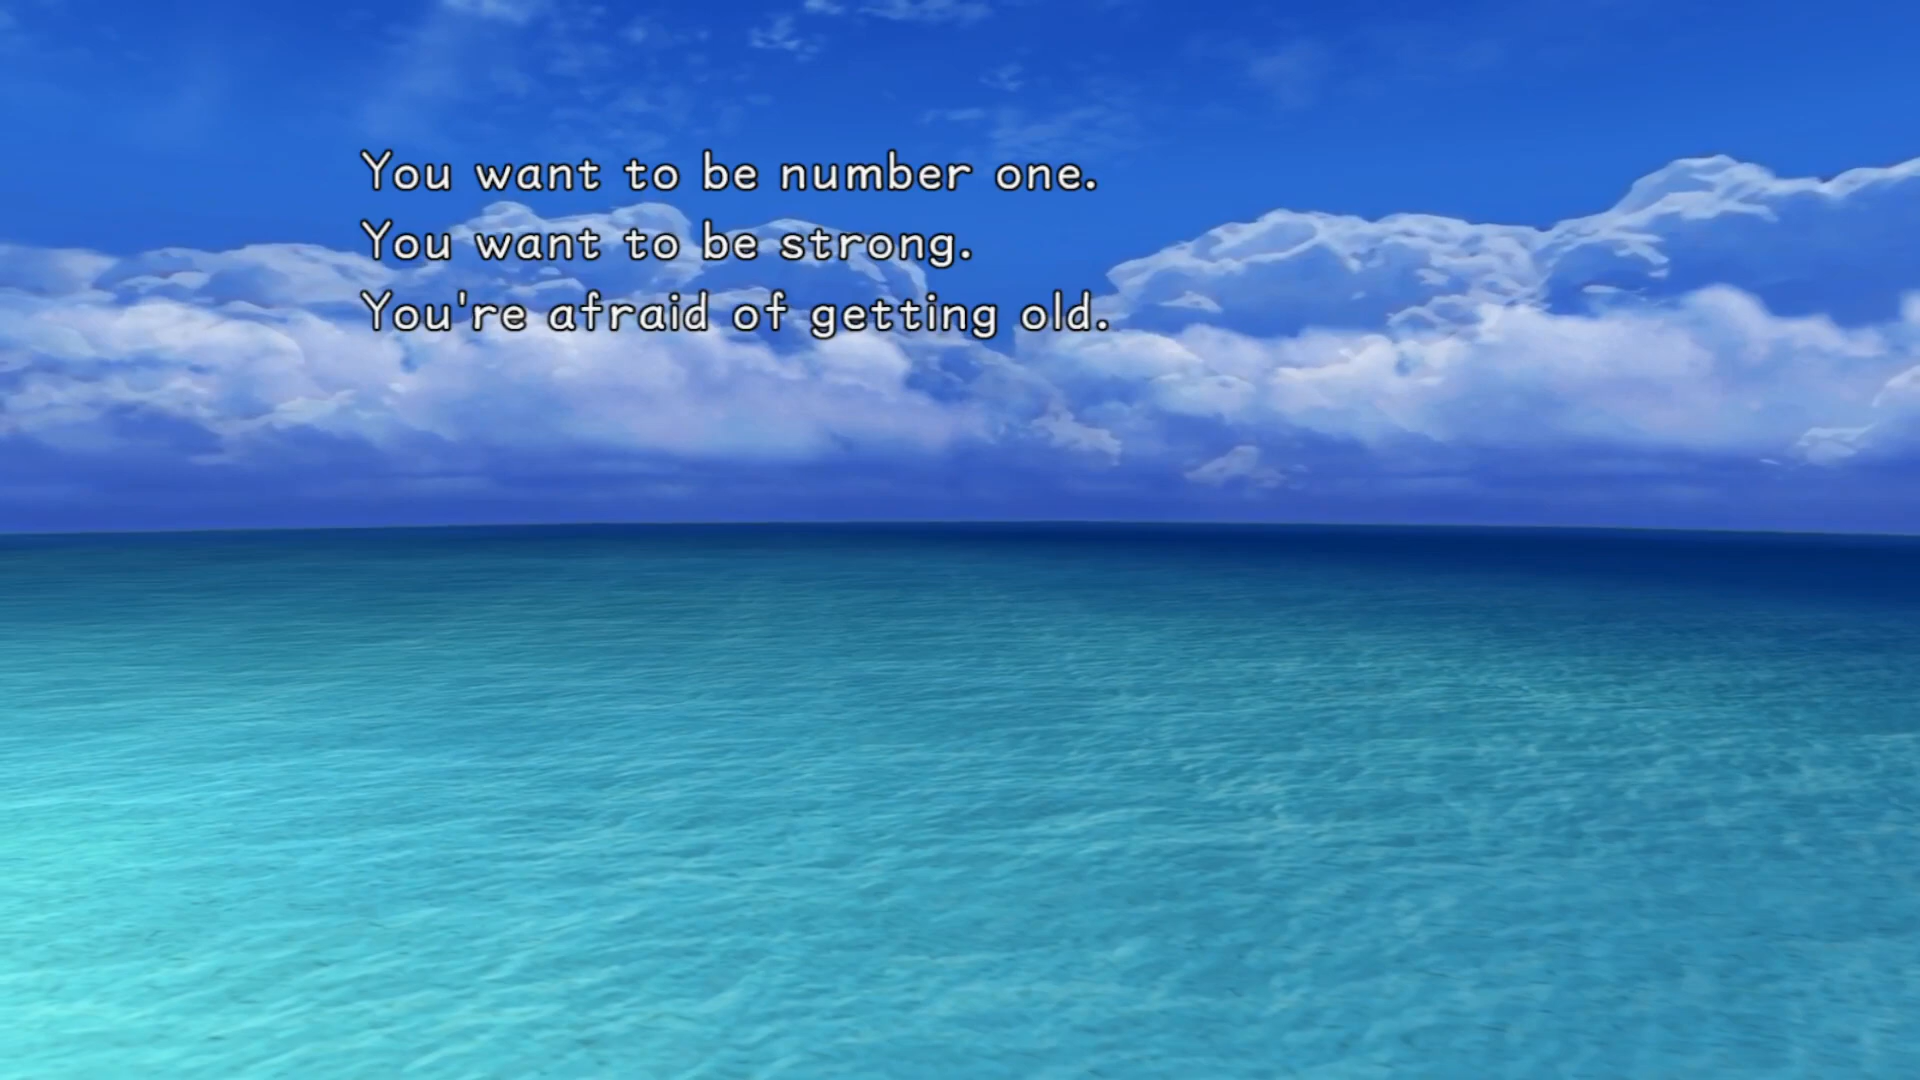 You want to be number one.
You want to be strong.
You're afraid of getting old.